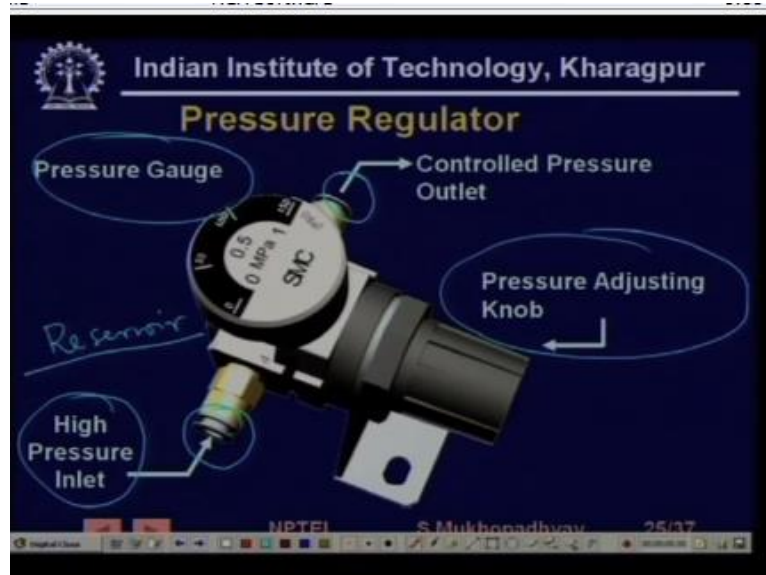 Indian Institute of Technology, Kharagpur
Pressure Regulator
Pressure Gauge
Controlled Pressure
Outlet
0.5
0 MPa 1
SMC
Pressure Adjusting
Knob
Reservoir
High
Pressure
Inlet
NPTEL
S.Mukhopadhyay
25/37